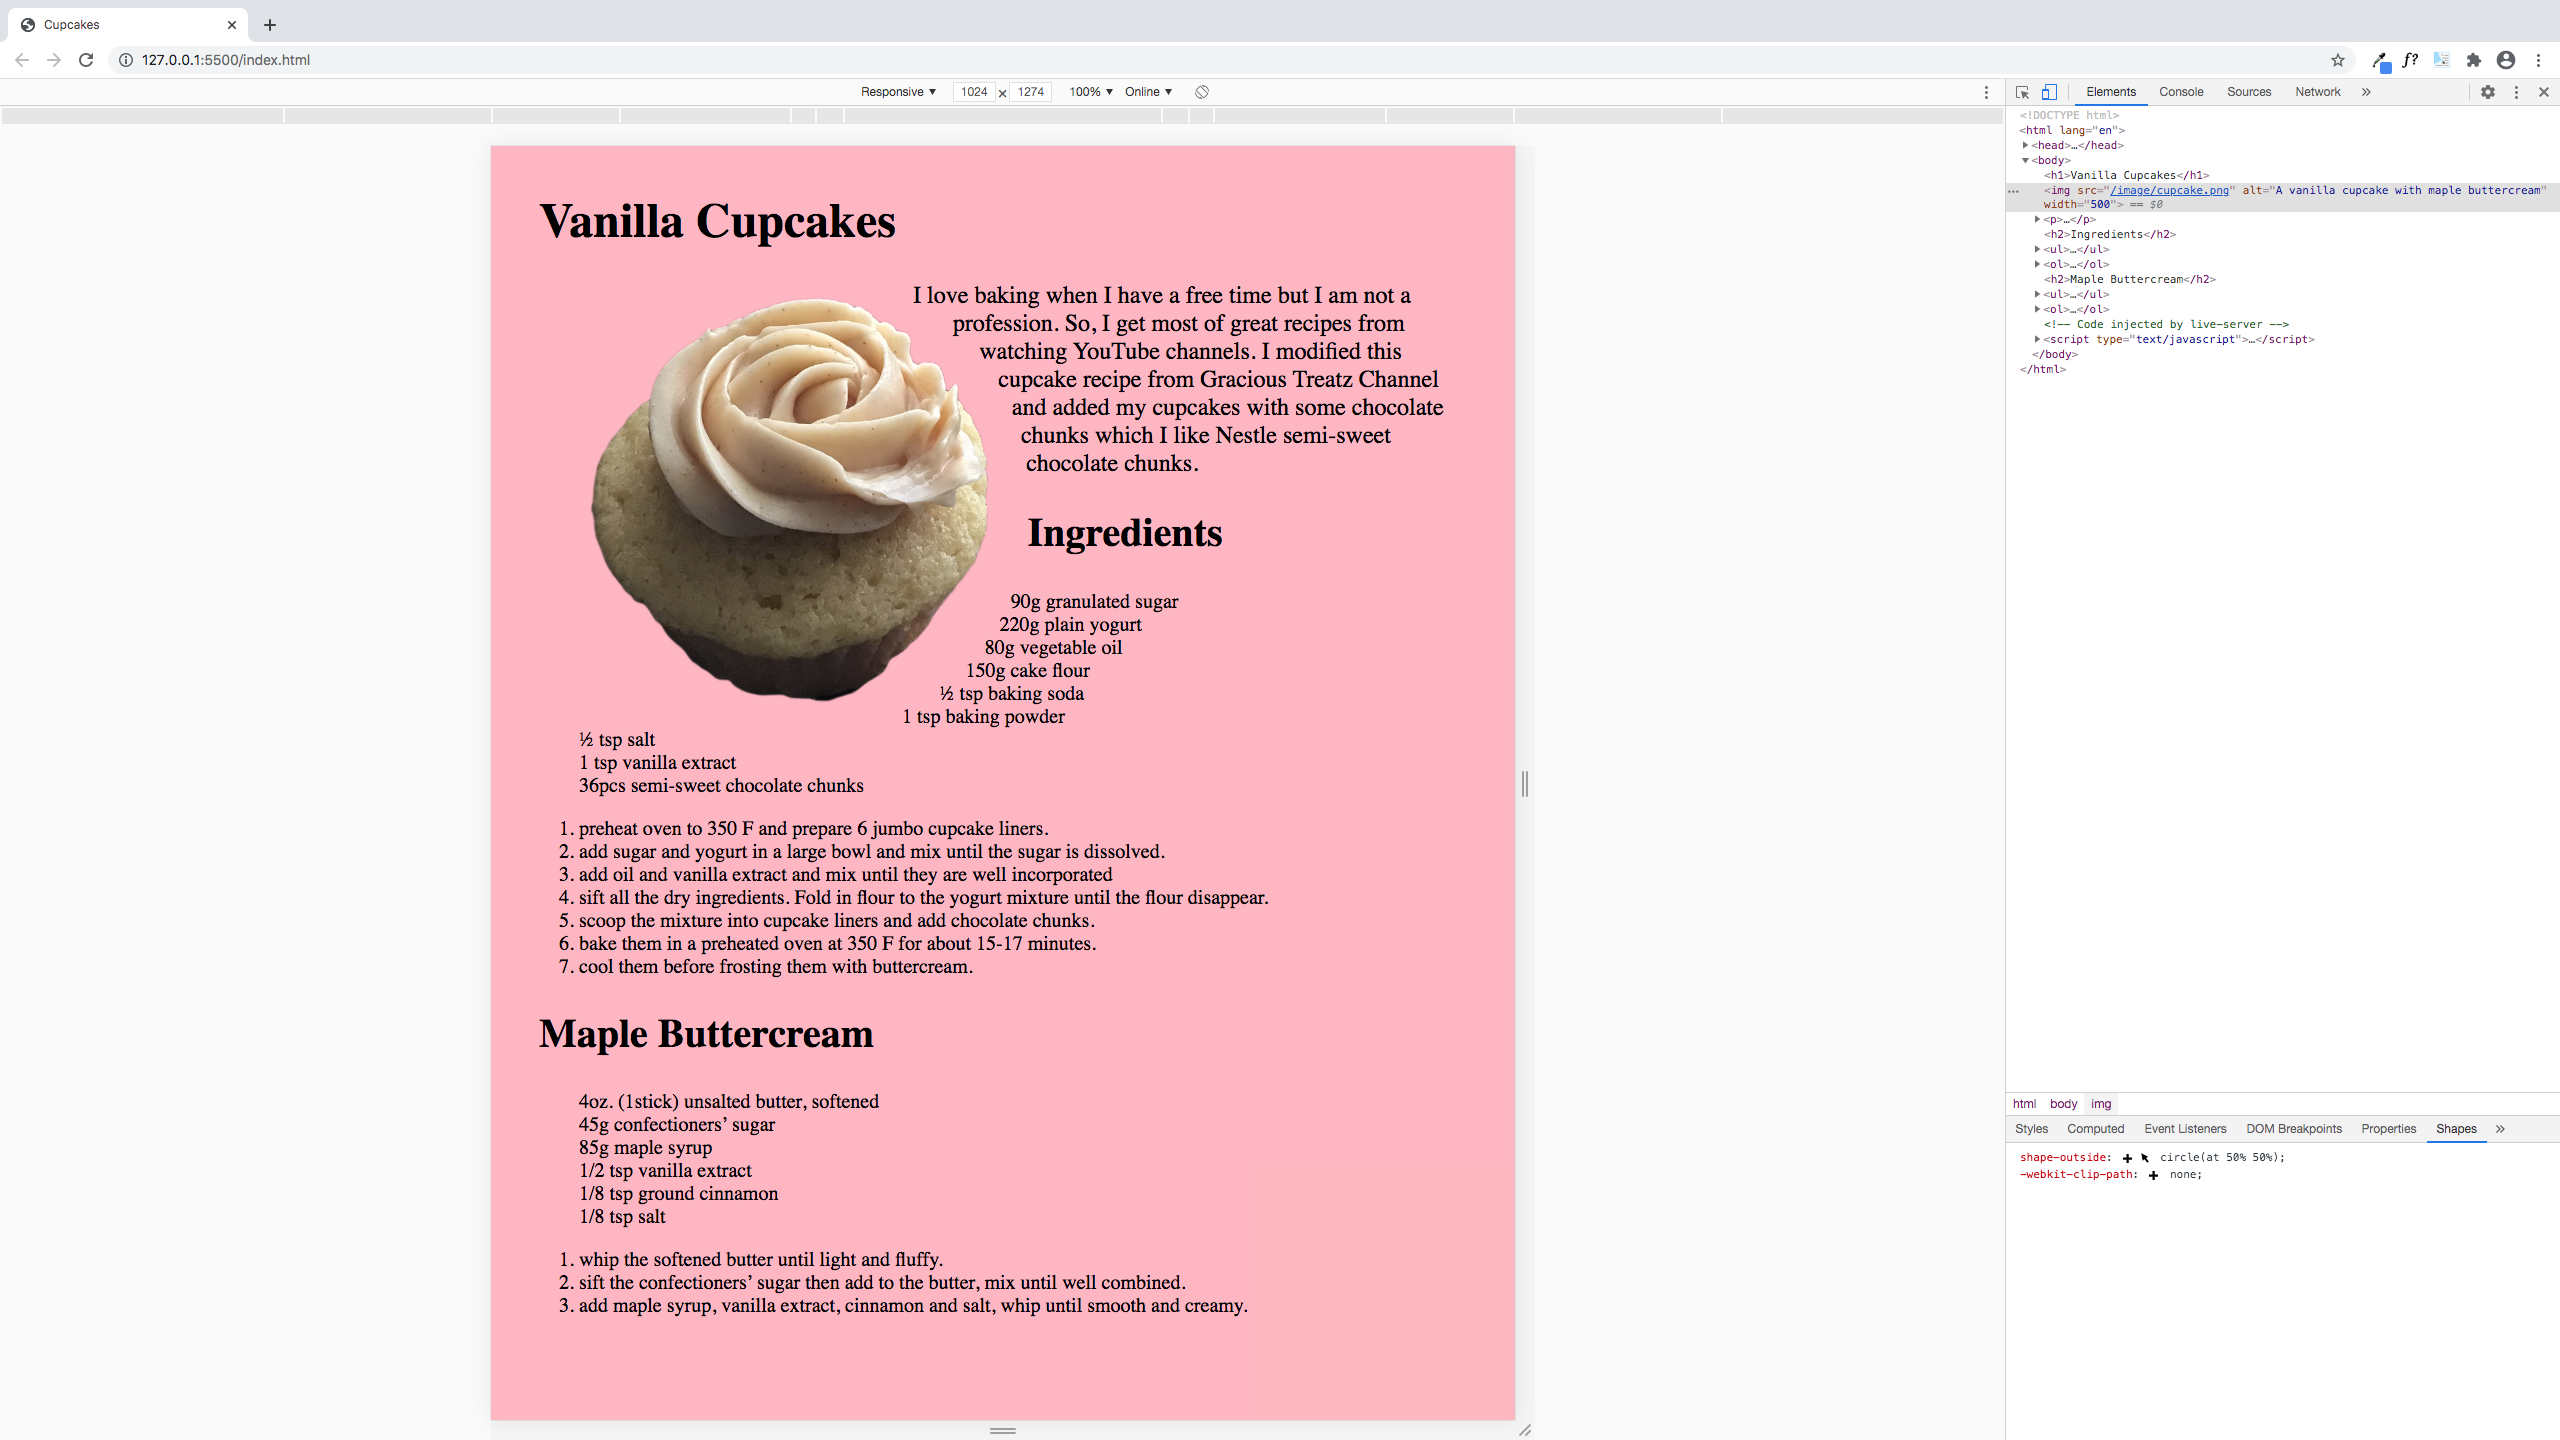 Cupcakes
127.0.0.1:5500/index.html
f?
Responsive 1024 × 1274 100% Online
Elements Console Sources Network
Vanilla Cupcakes
I love baking when I have a free time but I am not a
profession. So, I get most of great recipes from
watching YouTube channels. I modified this
cupcake recipe from Gracious Treatz Channel
and added my cupcakes with some chocolate
chunks which I like Nestle semi-sweet
chocolate chunks.
Ingredients
90g granulated sugar
220g plain yogurt
80g vegetable oil
150g cake flour
½ tsp baking soda
1 tsp baking powder
½ tsp salt
1 tsp vanilla extract
36pcs semi-sweet chocolate chunks
1. preheat oven to 350 F and prepare 6 jumbo cupcake liners.
2. add sugar and yogurt in a large bowl and mix until the sugar is dissolved.
3. add oil and vanilla extract and mix until they are well incorporated
4. sift all the dry ingredients. Fold in flour to the yogurt mixture until the flour disappear.
5. scoop the mixture into cupcake liners and add chocolate chunks.
6. bake them in a preheated oven at 350 F for about 15-17 minutes.
7. cool them before frosting them with buttercream.
Maple Buttercream
4oz. (1stick) unsalted butter, softened
45g confectioners’ sugar
85g maple syrup
1/2 tsp vanilla extract
1/8 tsp ground cinnamon
1/8 tsp salt
1. whip the softened butter until light and fluffy.
2. sift the confectioners’ sugar then add to the butter, mix until well combined.
3. add maple syrup, vanilla extract, cinnamon and salt, whip until smooth and creamy.
<!DOCTYPE html>
<html lang="en">
<head>…</head>
<body>
<h1>Vanilla Cupcakes</h1>
<img src="/image/cupcake.png" alt="A vanilla cupcake with maple buttercream"
width="500"> == $0
<p>…</p>
<h2>Ingredients</h2>
<ul>…</ul>
<ol>…</ol>
<h2>Maple Buttercream</h2>
<ul>…</ul>
<ol>…</ol>
<!-- Code injected by live-server -->
<script type="text/javascript">…</script>
</body>
</html>
html body img
Styles Computed Event Listeners DOM Breakpoints Properties Shapes
shape-outside: circle(at 50% 50%);
-webkit-clip-path: none;